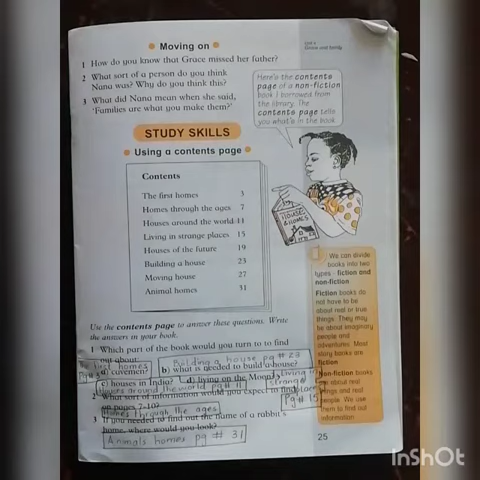 Unit 4
Grace and family
Moving on
1 How do you know that Grace missed her father?
2 What sort of a person do you think
Nana was? Why do you think this?
3 What did Nana mean when she said,
'Families are what you make them?'
Here's the contents
page of a non-fiction
book I borrowed from
the library. The
contents page tells
you what's in the book.
STUDY SKILLS
Using a contents page
Contents
The first homes 3
Homes through the ages 7
Houses around the world 11
Living in strange places 15
Houses of the future 19
Building a house 23
Moving house 27
Animal homes 31
HOUSE
& HOMES
1
We can divide
books into two
types - fiction and
non-fiction
Fiction books do
not have to be
about real or true
things. They may
be about imaginary
people and
adventures. Most
story books are
fiction
Non-fiction books
are about real
things and real
people. We use
them to find out
information
Use the contents page to answer these questions. Write
the answers in your book.
1 Which part of the book would you turn to to find
out about:
first homes
Building a house pg # 23
a) cavemen? b) what is needed to build a house?
c) houses in India? d) living on the Moon?
Living in
strange places
pg # 15
Houses around the world pg # 11
2 What sort of information would you expect to find
on pages 7-10?
Homes through the ages
3 If you needed to find out the name of a rabbit's
home, where would you look?
Animals homes pg # 31
25
InShOt